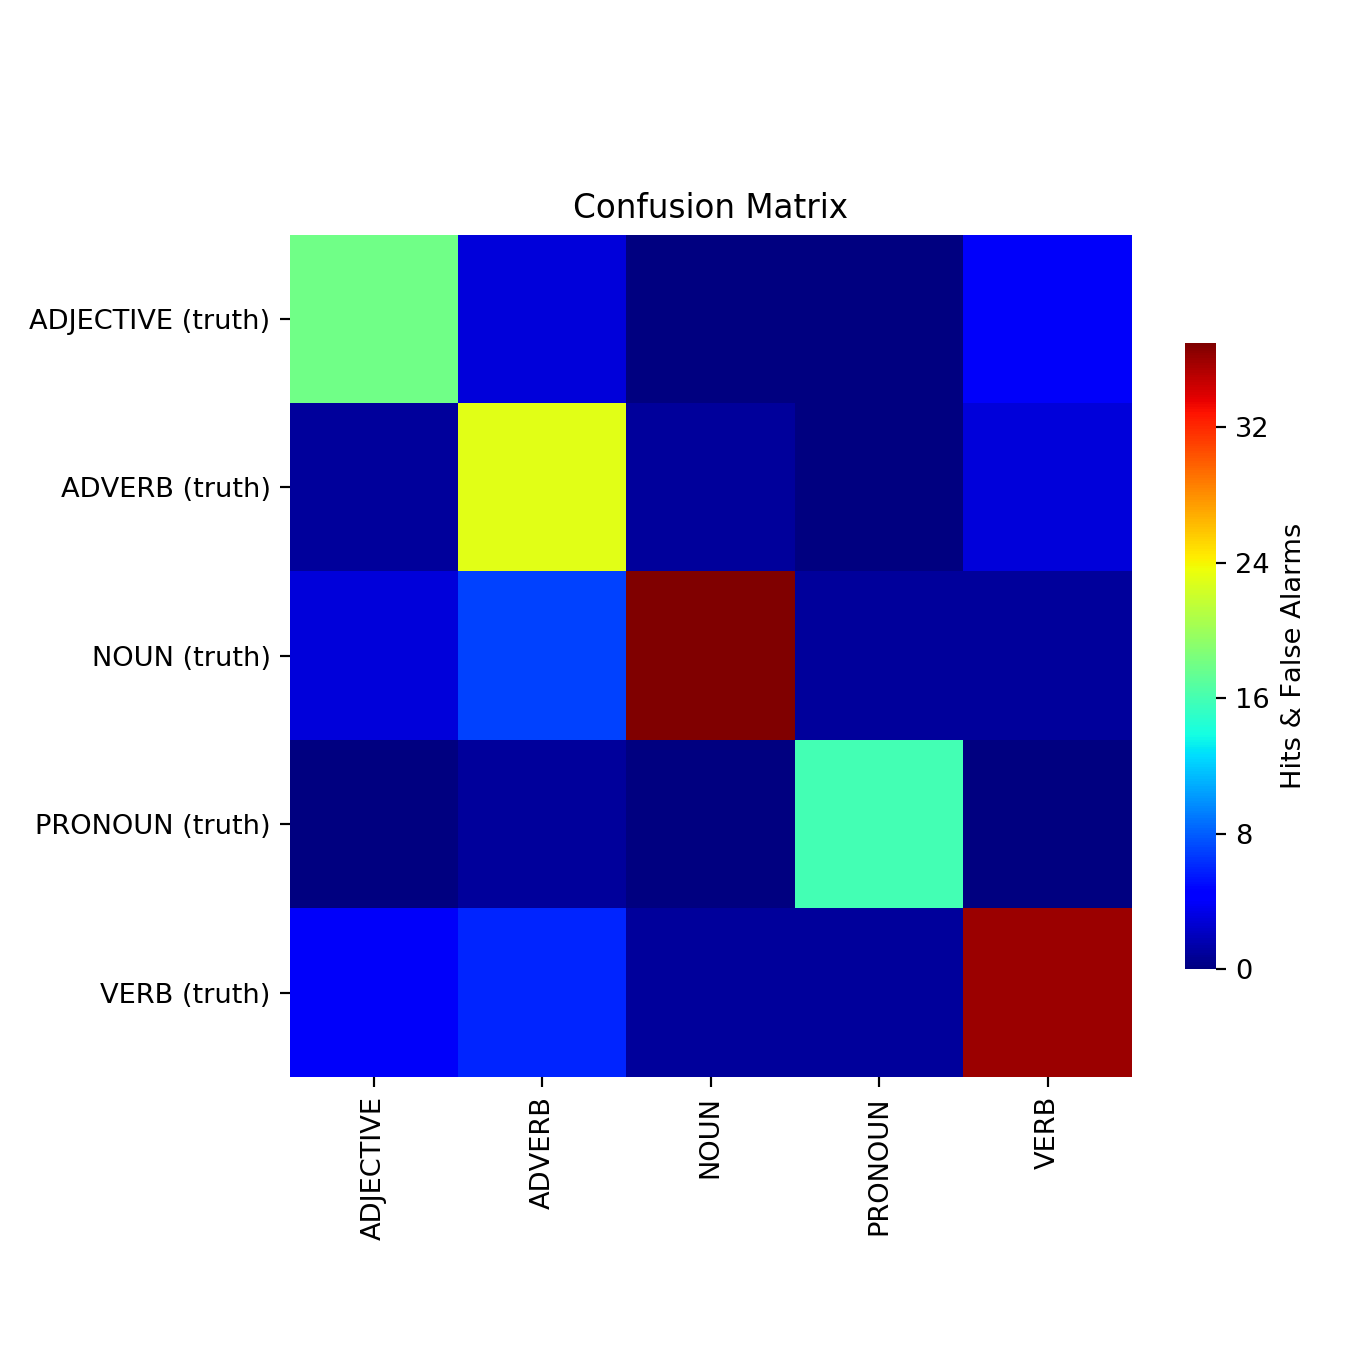 Confusion Matrix
ADJECTIVE (truth)
ADVERB (truth)
NOUN (truth)
PRONOUN (truth)
VERB (truth)
ADJECTIVE
ADVERB
NOUN
PRONOUN
VERB
32
24
16
8
0
Hits & False Alarms